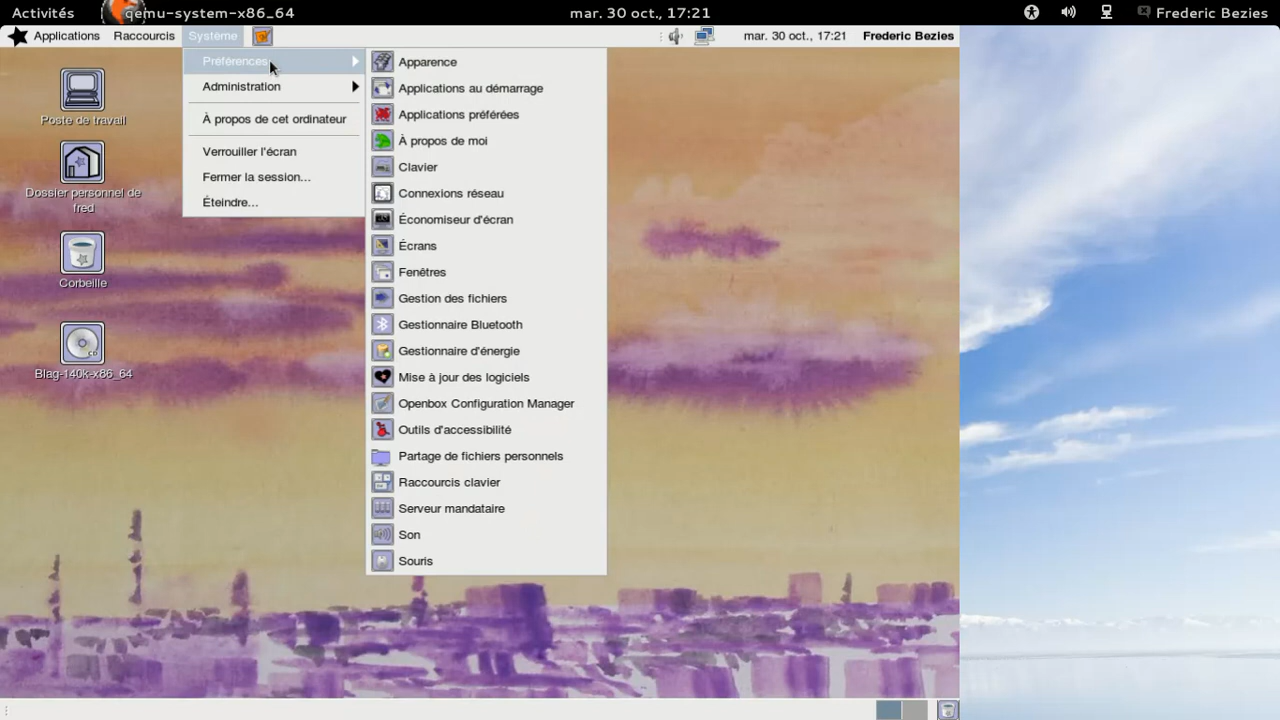 Activités
qemu-system-x86_64
mar. 30 oct., 17:21
Frederic Bezies
Applications
Raccourcis
Système
mar. 30 oct., 17:21
Frederic Bezies
Poste de travail
Dossier personnel de
fred
Corbeille
Blag-140k-x86_64
Préférences
Administration
À propos de cet ordinateur
Verrouiller l'écran
Fermer la session...
Éteindre...
Apparence
Applications au démarrage
Applications préférées
À propos de moi
Clavier
Connexions réseau
Économiseur d'écran
Écrans
Fenêtres
Gestion des fichiers
Gestionnaire Bluetooth
Gestionnaire d'énergie
Mise à jour des logiciels
Openbox Configuration Manager
Outils d'accessibilité
Partage de fichiers personnels
Raccourcis clavier
Serveur mandataire
Son
Souris